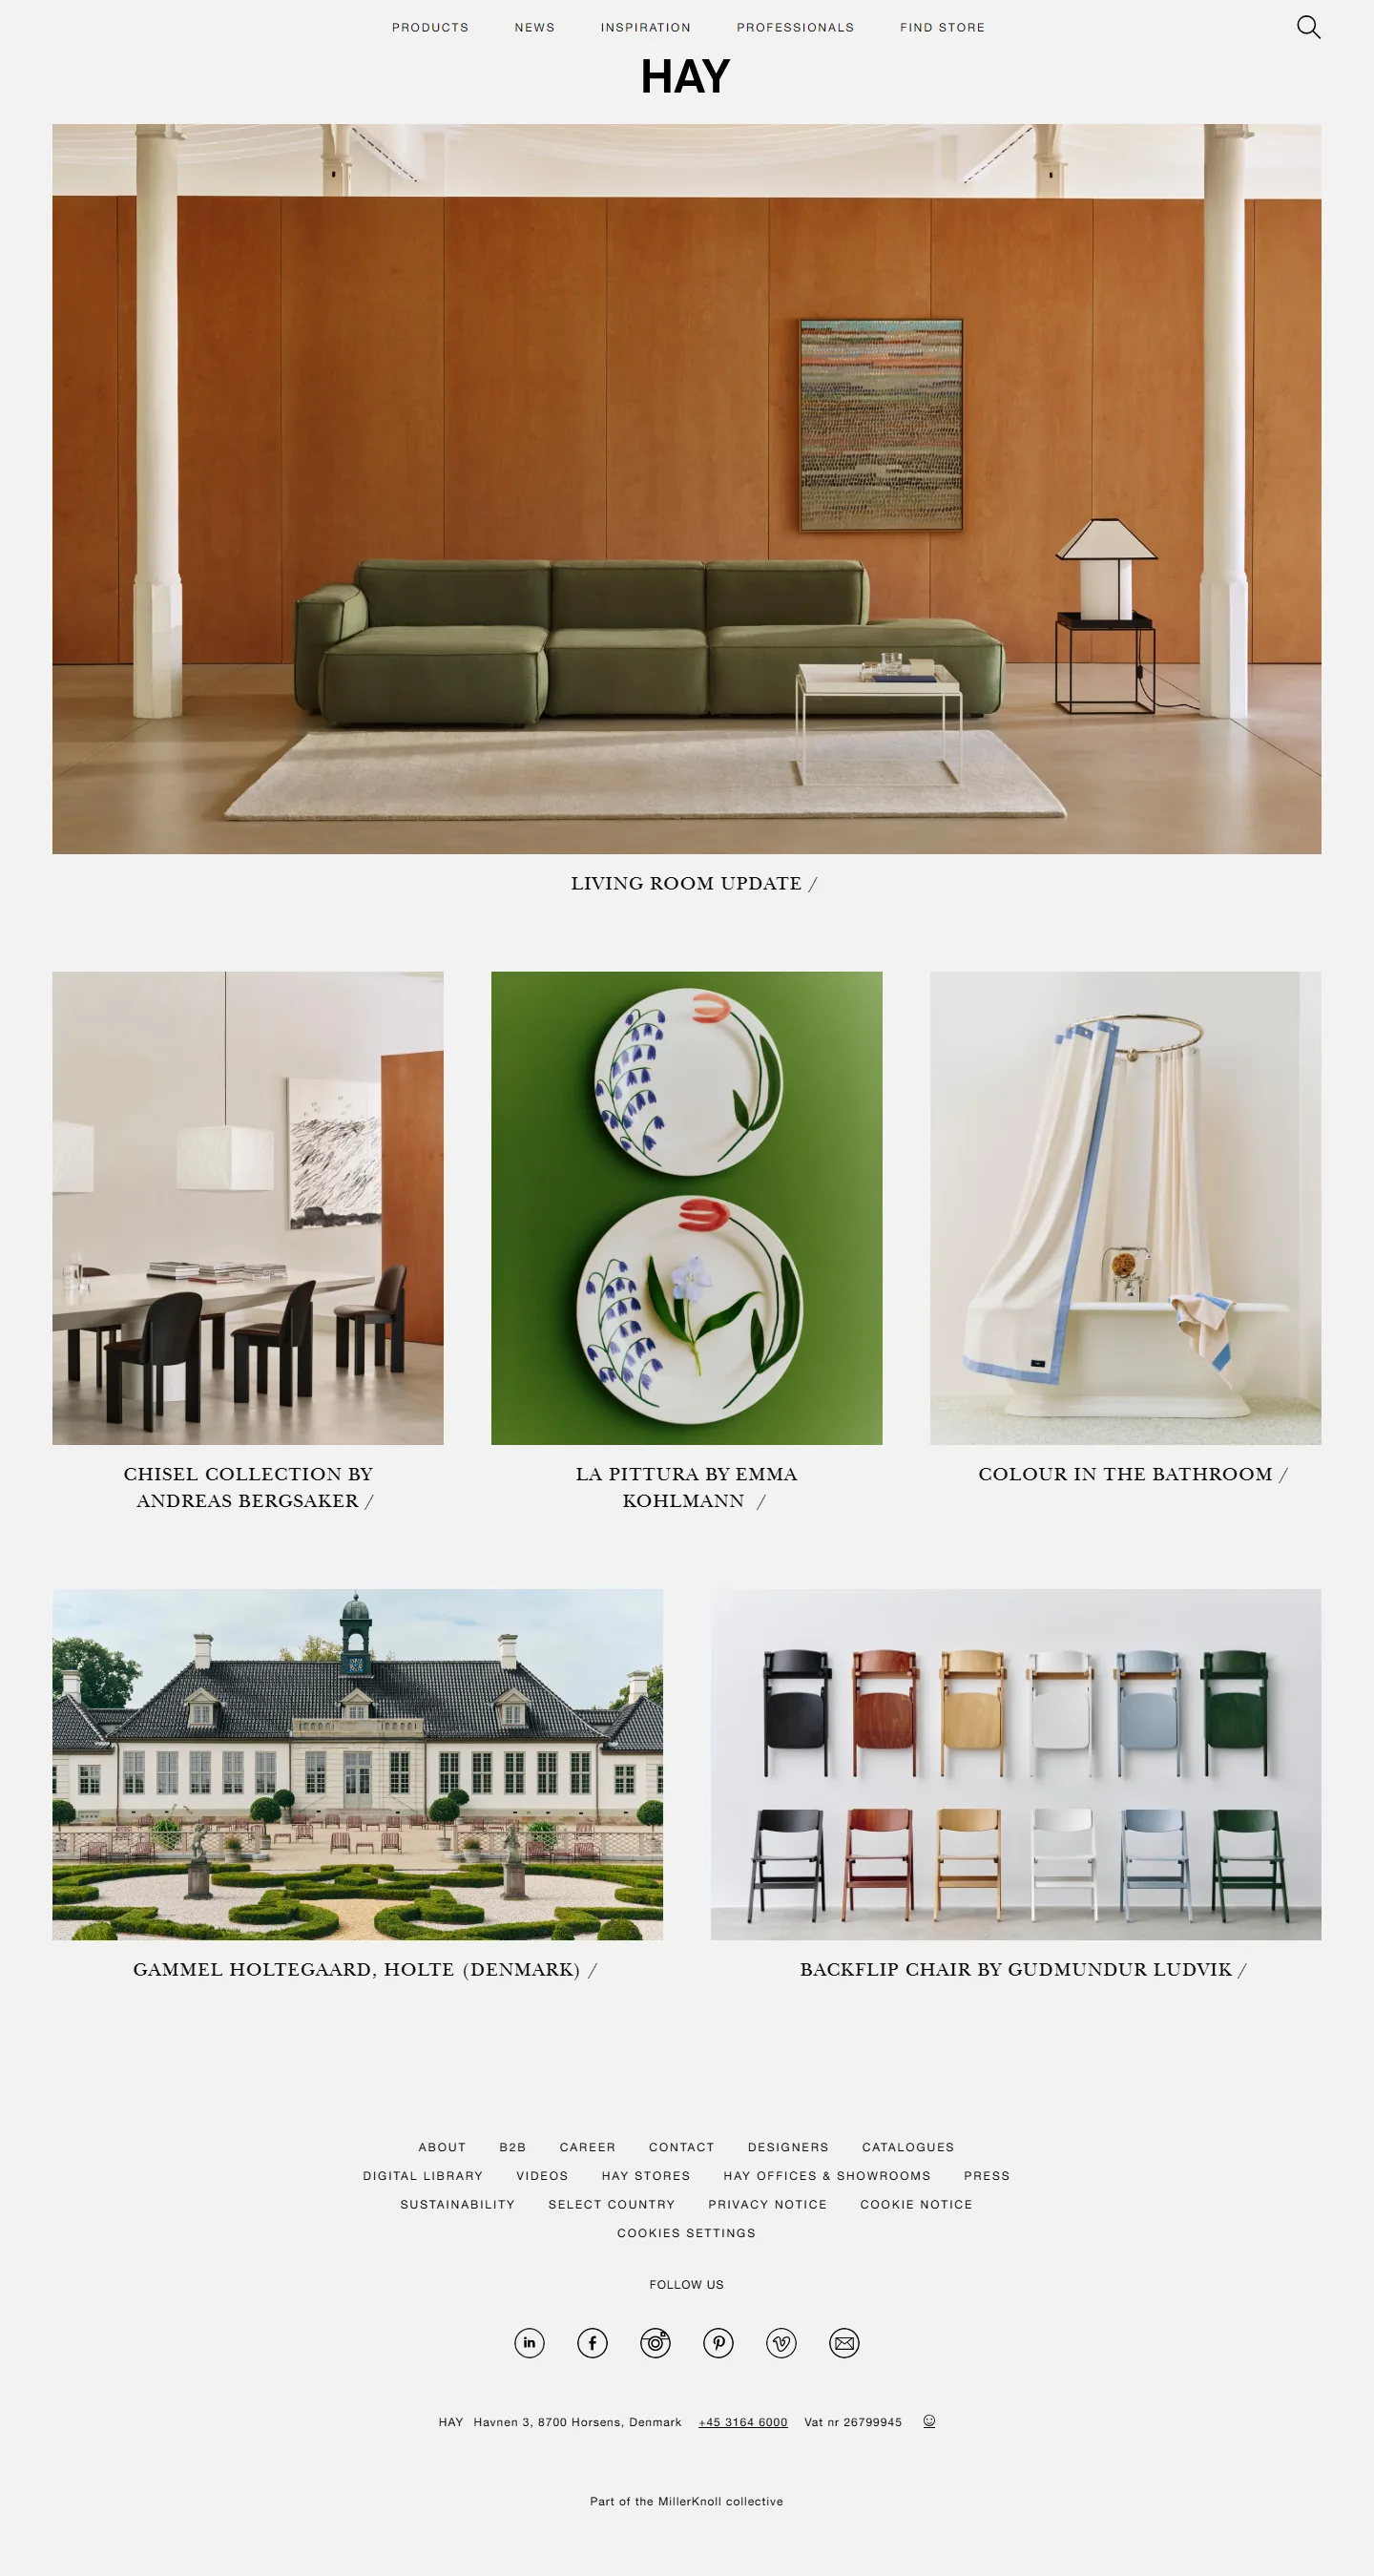 PRODUCTS NEWS INSPIRATION PROFESSIONALS FIND STORE
HAY
LIVING ROOM UPDATE /
CHISEL COLLECTION BY
ANDREAS BERGSAKER /
LA PITTURA BY EMMA
KOHLMANN /
COLOUR IN THE BATHROOM /
GAMMEL HOLTEGAARD, HOLTE (DENMARK) /
BACKFLIP CHAIR BY GUDMUNDUR LUDVIK /
ABOUT B2B CAREER CONTACT DESIGNERS CATALOGUES
DIGITAL LIBRARY VIDEOS HAY STORES HAY OFFICES & SHOWROOMS PRESS
SUSTAINABILITY SELECT COUNTRY PRIVACY NOTICE COOKIE NOTICE
COOKIES SETTINGS
FOLLOW US
HAY Havnen 3, 8700 Horsens, Denmark +45 3164 6000 Vat nr 26799945
Part of the MillerKnoll collective